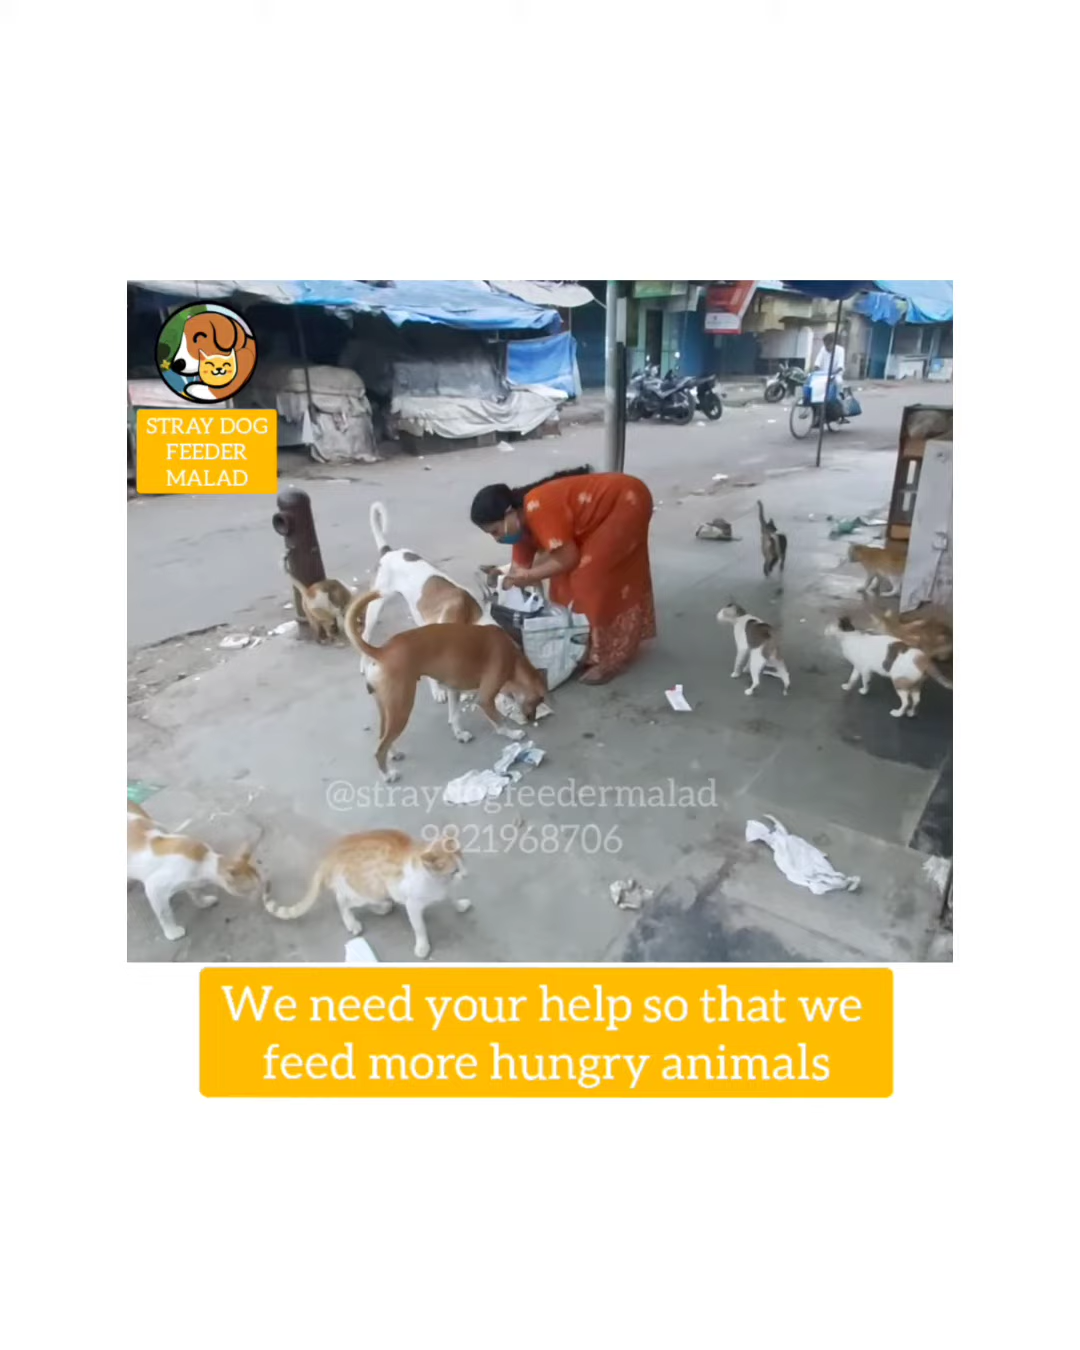 STRAY DOG
FEEDER
MALAD
@straydogfeedermalad
9821968706
We need your help so that we
feed more hungry animals